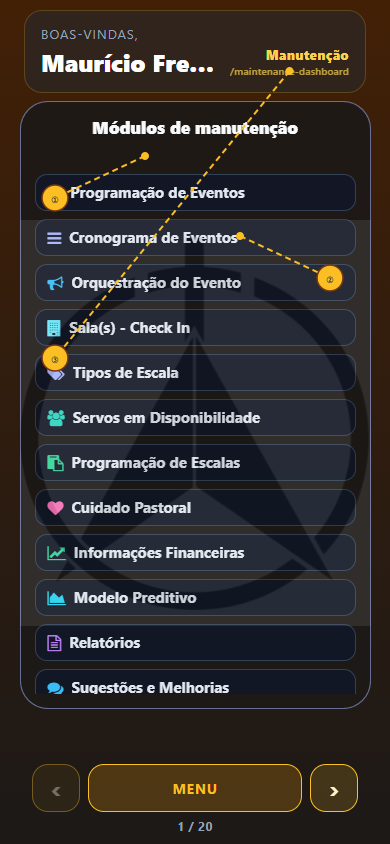 BOAS-VINDAS,
Maurício Fre...
Manutenção
/maintenance-dashboard
Módulos de manutenção
① Programação de Eventos
Cronograma de Eventos
②
Orquestração do Evento
Sala(s) - Check In
③
Tipos de Escala
Servos em Disponibilidade
Programação de Escalas
Cuidado Pastoral
Informações Financeiras
Modelo Preditivo
Relatórios
Sugestões e Melhorias
‹ MENU ›
1 / 20